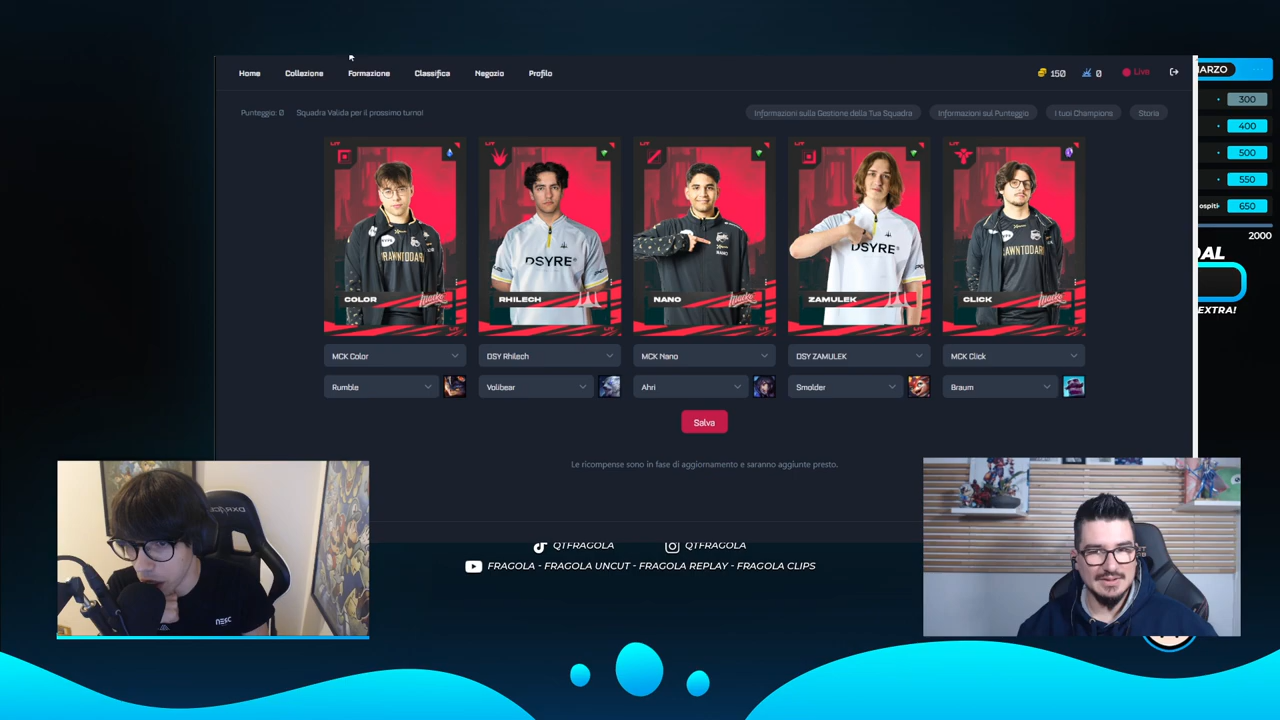 Home Collezione Formazione Classifica Negozio Profilo 150 0 Live
MARZO
300
Punteggio: 0 Squadra Valida per il prossimo turno! Informazioni sulla Gestione della Tua Squadra Informazioni sul Punteggio I tuoi Champions Storia
400
500
550
ospiti 650
2000
EXTRA!
COLOR RHILECH NANO ZAMULEK CLICK
DSYRE DSYRE
MCK Color DSY Rhilech MCK Nano DSY ZAMULEK MCK Click
Rumble Volibear Ahri Smolder Braum
Salva
Le ricompense sono in fase di aggiornamento e saranno aggiunte presto.
QTFRAGOLA QTFRAGOLA
FRAGOLA - FRAGOLA UNCUT - FRAGOLA REPLAY - FRAGOLA CLIPS